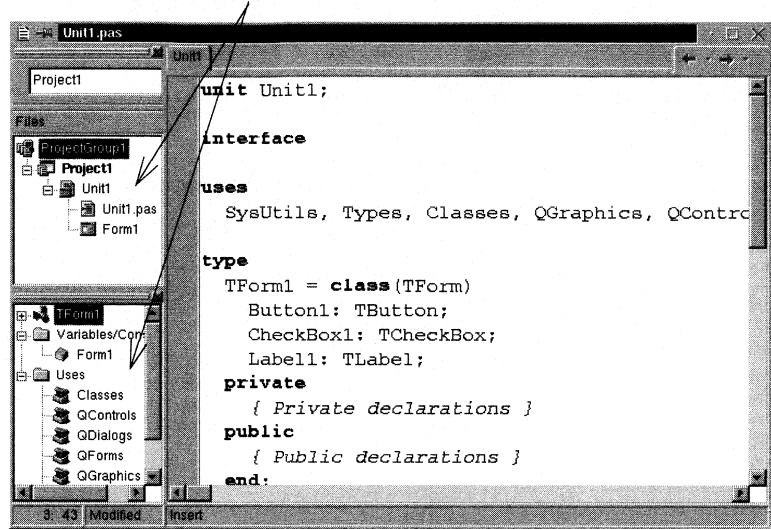 Unit1.pas
Project1
Files
ProjectGroup1
Project1
Unit1
Unit1.pas
Form1
TForm1
Variables/Con
Form1
Uses
Classes
QControls
QDialogs
QForms
QGraphics
3: 43 Modified Insert
Unit1
unit Unit1;
interface
uses
SysUtils, Types, Classes, QGraphics, QContro
type
TForm1 = class(TForm)
Button1: TButton;
CheckBox1: TCheckBox;
Label1: TLabel;
private
{ Private declarations }
public
{ Public declarations }
end;